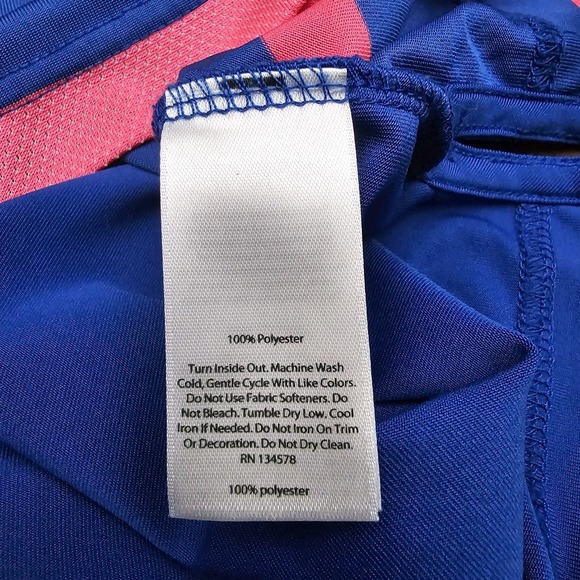 100% Polyester
Turn Inside Out. Machine Wash
Cold, Gentle Cycle With Like Colors.
Do Not Use Fabric Softeners. Do
Not Bleach. Tumble Dry Low. Cool
Iron If Needed. Do Not Iron On Trim
Or Decoration. Do Not Dry Clean.
RN 134578
100% polyester